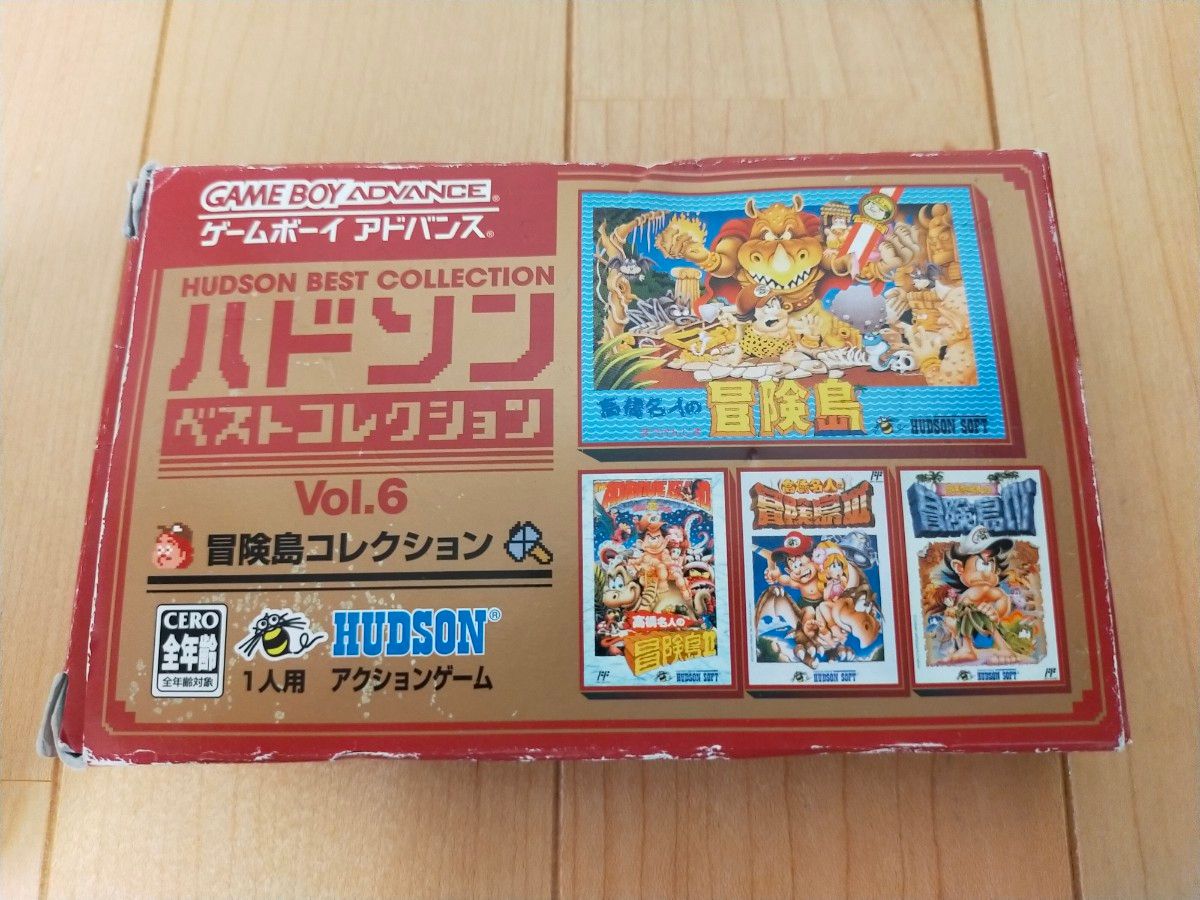 GAME BOY ADVANCE®
ゲームボーイ アドバンス®
HUDSON BEST COLLECTION
ハドソン
ベストコレクション
Vol.6
冒険島コレクション
CERO
全年齢
全年齢対象
HUDSON®
1人用 アクションゲーム
高橋名人の
冒険島
HUDSON SOFT
高橋名人の
冒険島II
HUDSON SOFT
高橋名人の
冒険島III
HUDSON SOFT
冒険島IV
HUDSON SOFT